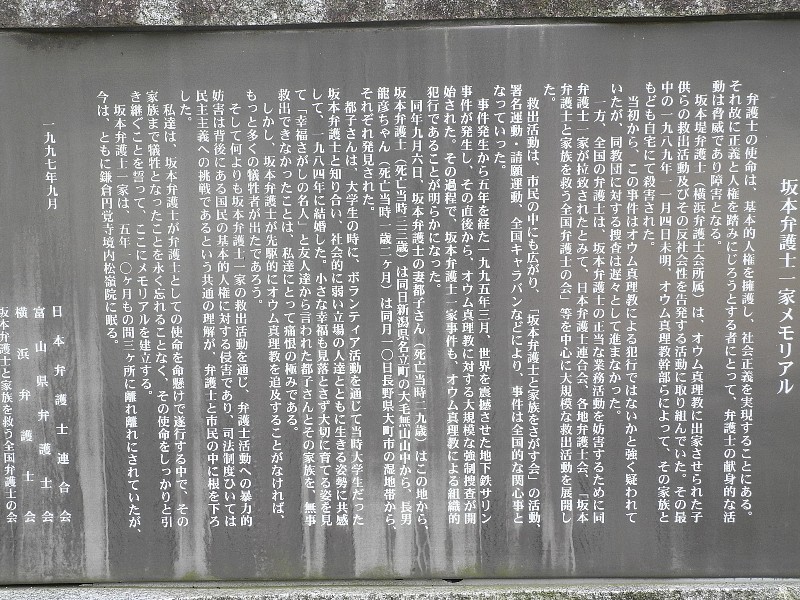 坂本弁護士一家メモリアル
弁護士の使命は、基本的人権を擁護し、社会正義を実現することにある。
それ故に正義と人権を踏みにじろうとする者にとって、弁護士の献身的な活
動は脅威であり障害となる。
坂本堤弁護士（横浜弁護士会所属）は、オウム真理教に出家させられた子
供らの救出活動及びその反社会性を告発する活動に取り組んでいた。その最
中の一九八九年一一月四日未明、オウム真理教幹部らによって、その家族と
もども自宅にて殺害された。
当初から、この事件はオウム真理教による犯行ではないかと強く疑われて
いたが、同教団に対する捜査は遅々として進まなかった。
一方、全国の弁護士は、坂本弁護士の正当な業務活動を妨害するために同
弁護士一家が拉致されたとみて、日本弁護士連合会、各地弁護士会、「坂本
弁護士と家族を救う全国弁護士の会」等を中心に大規模な救出活動を展開し
た。
救出活動は、市民の中にも広がり、「坂本弁護士と家族をさがす会」の活動、
署名運動・請願運動、全国キャラバンなどにより、事件は全国的な関心事と
なっていった。
事件発生から五年を経た一九九五年三月、世界を震撼させた地下鉄サリン
事件が発生し、その直後から、オウム真理教に対する大規模な強制捜査が開
始された。その過程で、坂本弁護士一家事件も、オウム真理教による組織的
犯行であることが明らかになった。
同年九月六日、坂本弁護士の妻都子さん（死亡当時二九歳）はこの地から、
坂本弁護士（死亡当時三三歳）は同日新潟県名立町の大毛無山山中から、長男
龍彦ちゃん（死亡当時一歳二ヶ月）は同月一〇日長野県大町市の湿地帯から、
それぞれ発見された。
都子さんは、大学生の時に、ボランティア活動を通じて当時大学生だった
坂本弁護士と知り合い、社会的に弱い立場の人達とともに生きる姿勢に共感
して、一九八四年に結婚した。小さな幸福も見落とさず大切に育てる姿を見
て「幸福さがしの名人」と友人達から言われた都子さんとその家族を、無事
救出できなかったことは、私達にとって痛恨の極みである。
しかし、坂本弁護士が先駆的にオウム真理教を追及することがなければ、
もっと多くの犠牲者が出たであろう。
そして何よりも坂本弁護士一家の救出活動を通じ、弁護士活動への暴力的
妨害は背後にある国民の基本的人権に対する侵害であり、司法制度ひいては
民主主義への挑戦であるという共通の理解が、弁護士と市民の中に根を下ろ
した。
私達は、坂本弁護士が弁護士としての使命を命懸けで遂行する中で、その
家族まで犠牲となったことを永く忘れることなく、その使命をしっかりと引
き継ぐことを誓って、ここにメモリアルを建立する。
坂本弁護士一家は、五年一〇ヶ月もの間三ヶ所に離れ離れにされていたが、
今は、ともに鎌倉円覚寺境内松嶺院に眠る。
一九九七年九月
日本弁護士連合会
富山県弁護士会
横浜弁護士会
坂本弁護士と家族を救う全国弁護士の会